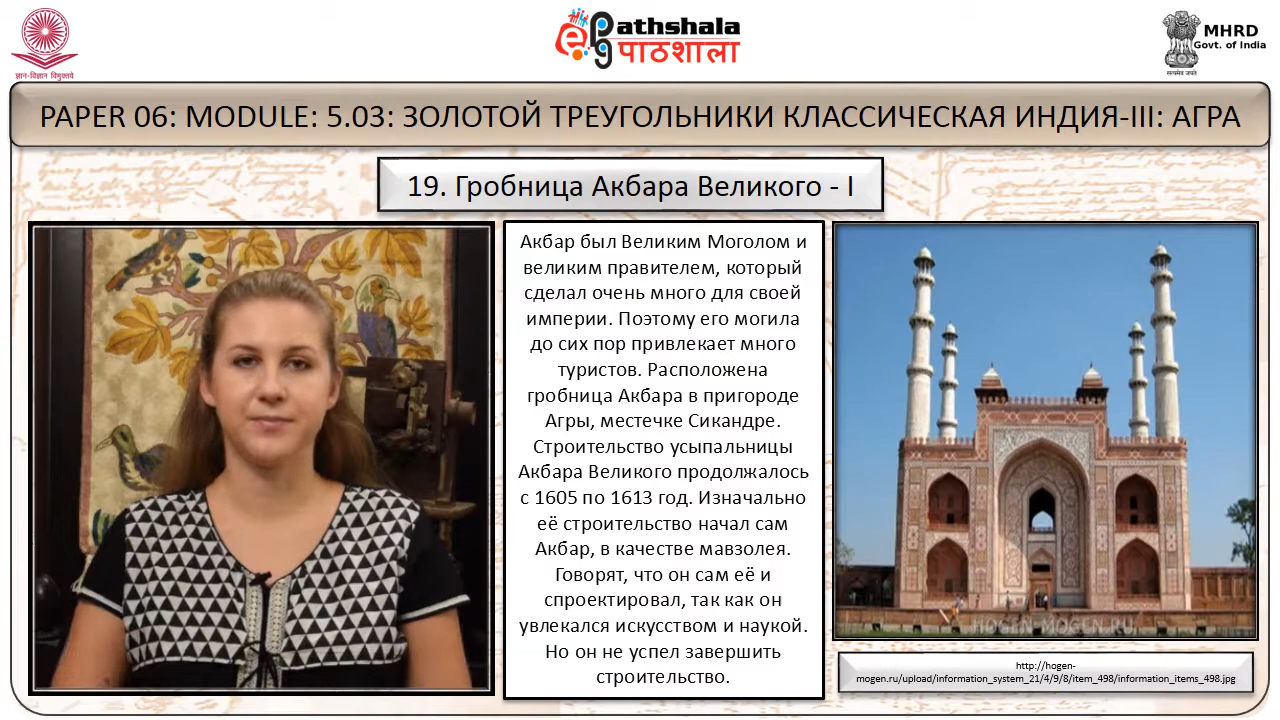 ज्ञान-विज्ञान विमुक्तये
ePathshala
पाठशाला
MHRD
Govt. of India
सत्यमेव जयते
PAPER 06: MODULE: 5.03: ЗОЛОТОЙ ТРЕУГОЛЬНИКИ КЛАССИЧЕСКАЯ ИНДИЯ-III: АГРА
19. Гробница Акбара Великого - I
Акбар был Великим Моголом и
великим правителем, который
сделал очень много для своей
империи. Поэтому его могила
до сих пор привлекает много
туристов. Расположена
гробница Акбара в пригороде
Агры, местечке Сикандре.
Строительство усыпальницы
Акбара Великого продолжалось
с 1605 по 1613 год. Изначально
её строительство начал сам
Акбар, в качестве мавзолея.
Говорят, что он сам её и
спроектировал, так как он
увлекался искусством и наукой.
Но он не успел завершить
строительство.
HOGEN-MOGEN.RU
http://hogen-
mogen.ru/upload/information_system_21/4/9/8/item_498/information_items_498.jpg